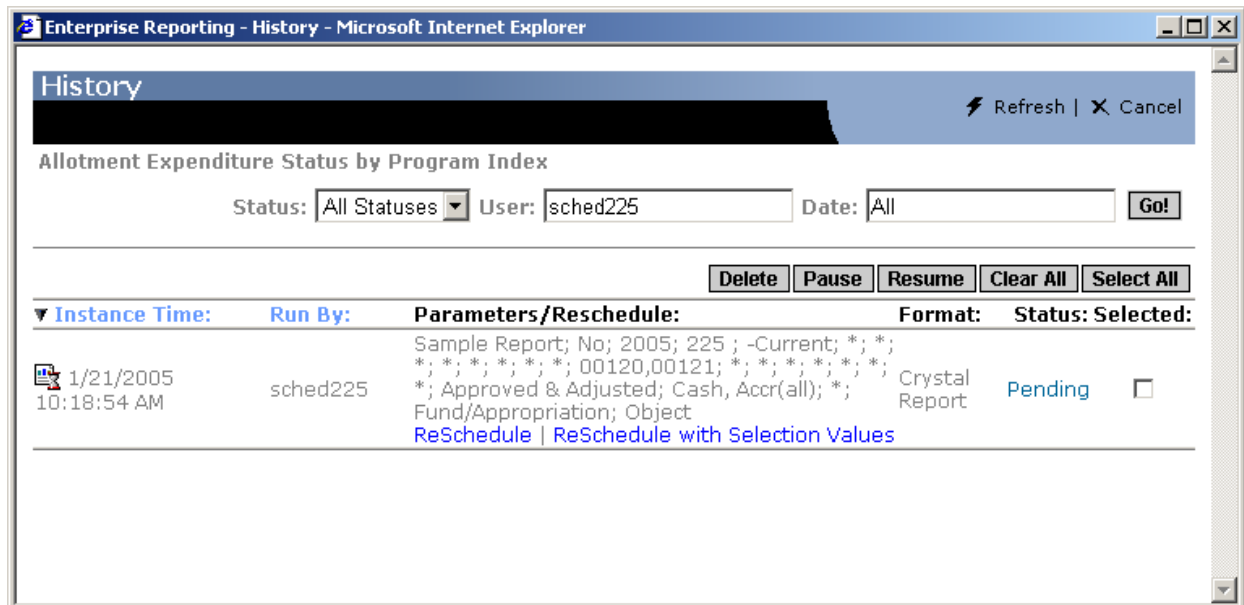 Enterprise Reporting - History - Microsoft Internet Explorer
History
Refresh | X Cancel
Allotment Expenditure Status by Program Index
Status: All Statuses User: sched225 Date: All Go!
Delete Pause Resume Clear All Select All
Instance Time: Run By: Parameters/Reschedule: Format: Status: Selected:
Sample Report; No; 2005; 225 ; -Current; *; *;
*; *; *; *; *; *; 00120,00121; *; *; *; *; *; *;
1/21/2005 10:18:54 AM sched225 *; Approved & Adjusted; Cash, Accr(all); *; Crystal Report Pending
Fund/Appropriation; Object
ReSchedule | ReSchedule with Selection Values